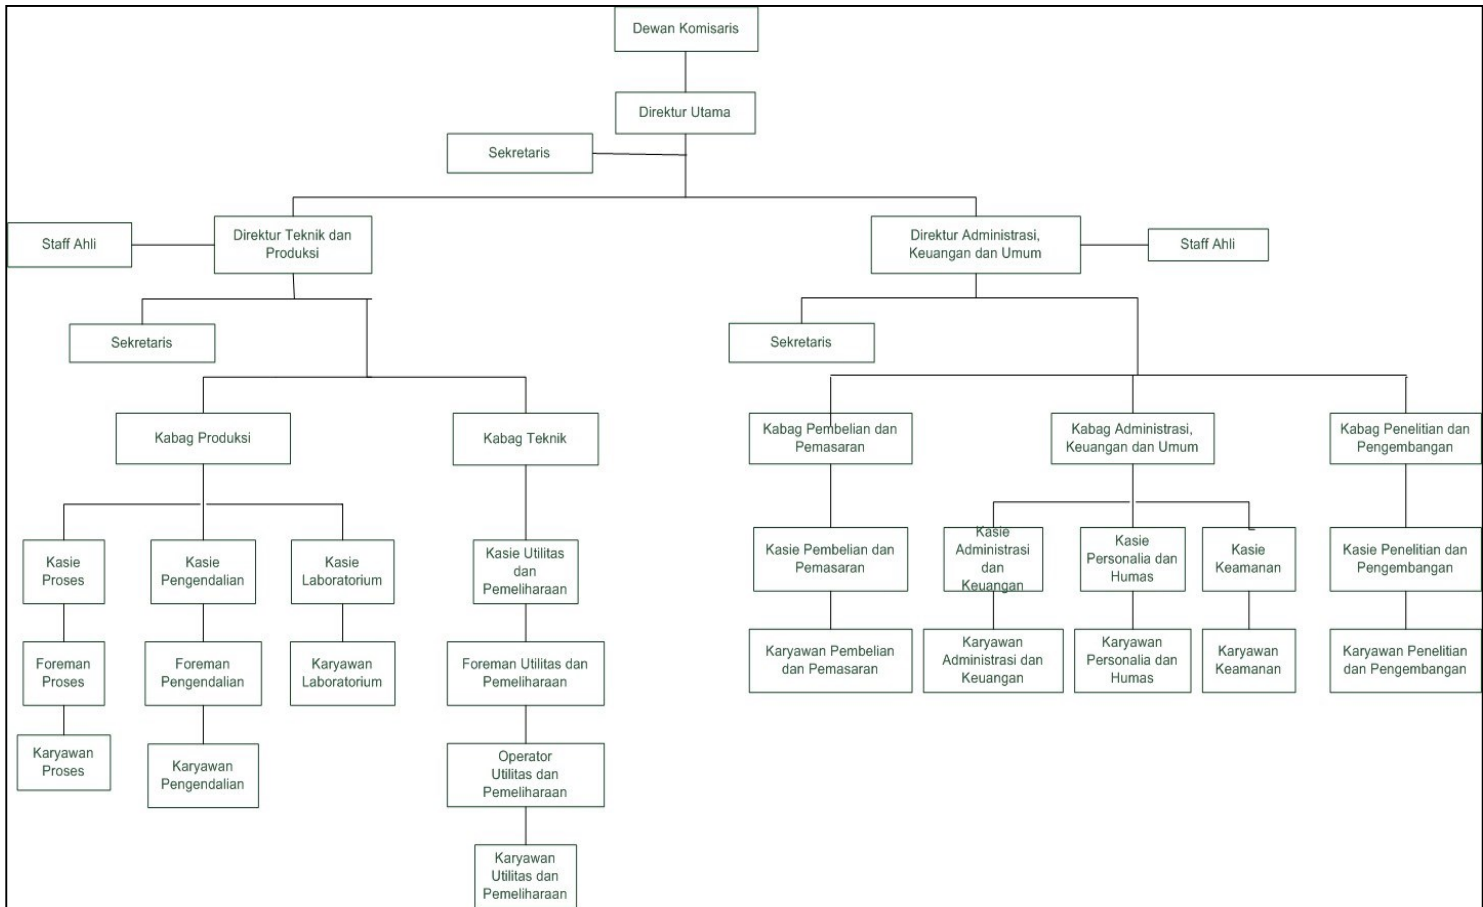 Dewan Komisaris
Direktur Utama
Sekretaris
Staff Ahli
Direktur Teknik dan
Produksi
Direktur Administrasi,
Keuangan dan Umum
Staff Ahli
Sekretaris
Sekretaris
Kabag Produksi
Kabag Teknik
Kabag Pembelian dan
Pemasaran
Kabag Administrasi,
Keuangan dan Umum
Kabag Penelitian dan
Pengembangan
Kasie
Proses
Kasie
Pengendalian
Kasie
Laboratorium
Kasie Utilitas
dan
Pemeliharaan
Kasie Pembelian dan
Pemasaran
Kasie
Administrasi
dan
Keuangan
Kasie
Personalia dan
Humas
Kasie
Keamanan
Kasie Penelitian dan
Pengembangan
Foreman
Proses
Foreman
Pengendalian
Karyawan
Laboratorium
Foreman Utilitas dan
Pemeliharaan
Karyawan Pembelian
dan Pemasaran
Karyawan
Administrasi dan
Keuangan
Karyawan
Personalia dan
Humas
Karyawan
Keamanan
Karyawan Penelitian
dan Pengembangan
Karyawan
Proses
Karyawan
Pengendalian
Operator
Utilitas dan
Pemeliharaan
Karyawan
Utilitas dan
Pemeliharaan